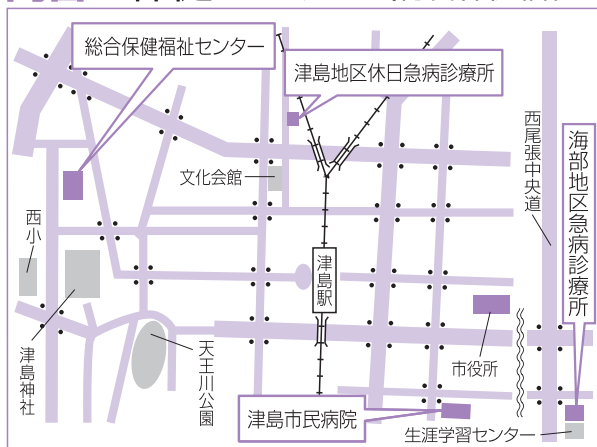 総合保健福祉センター
津島地区休日急病診療所
西尾張中央道
海部地区急病診療所
文化会館
西小
津島駅
津島神社
天王川公園
市役所
津島市民病院
生涯学習センター